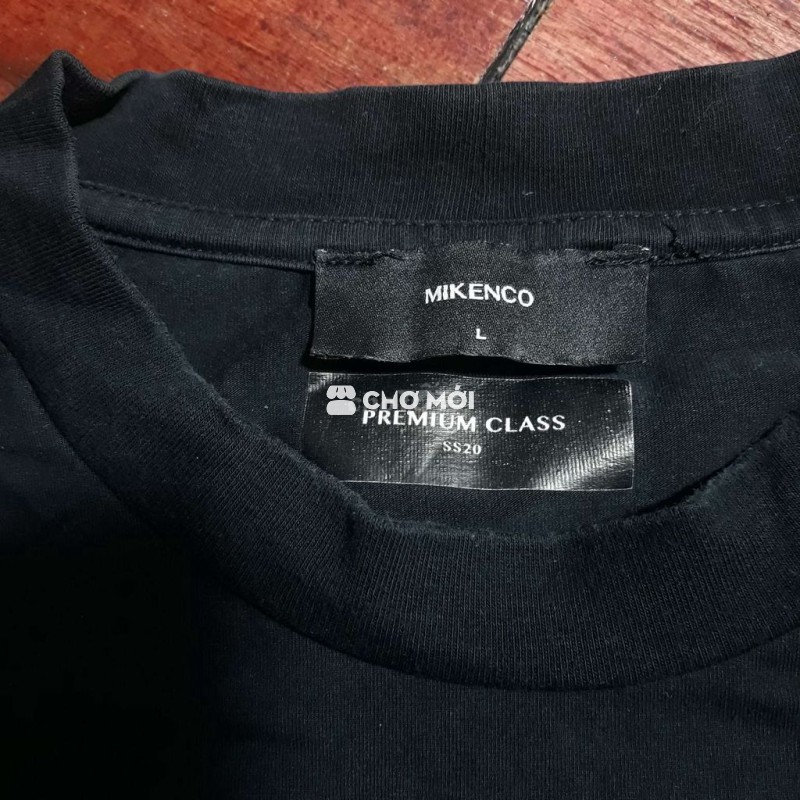 MIKENCO
L
CHỢ MỚI
PREMIUM CLASS
SS20